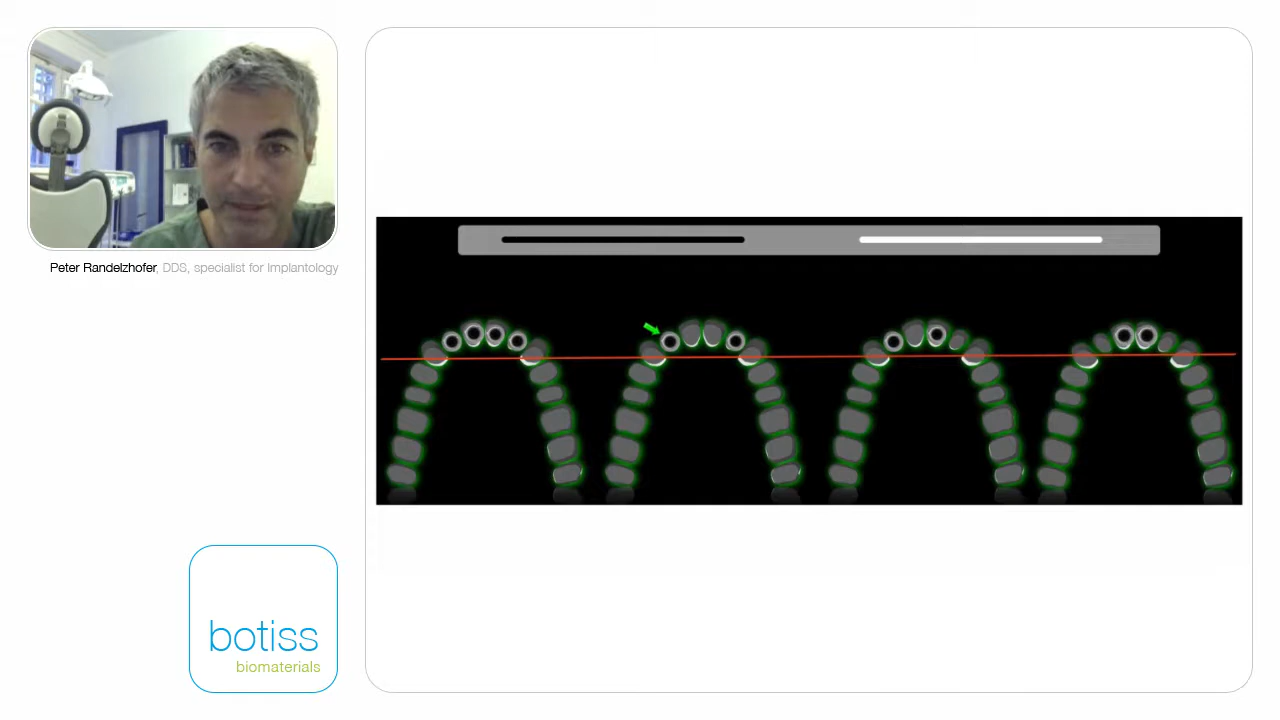 Peter Randelzhofer, DDS, specialist for Implantology
botiss
biomaterials